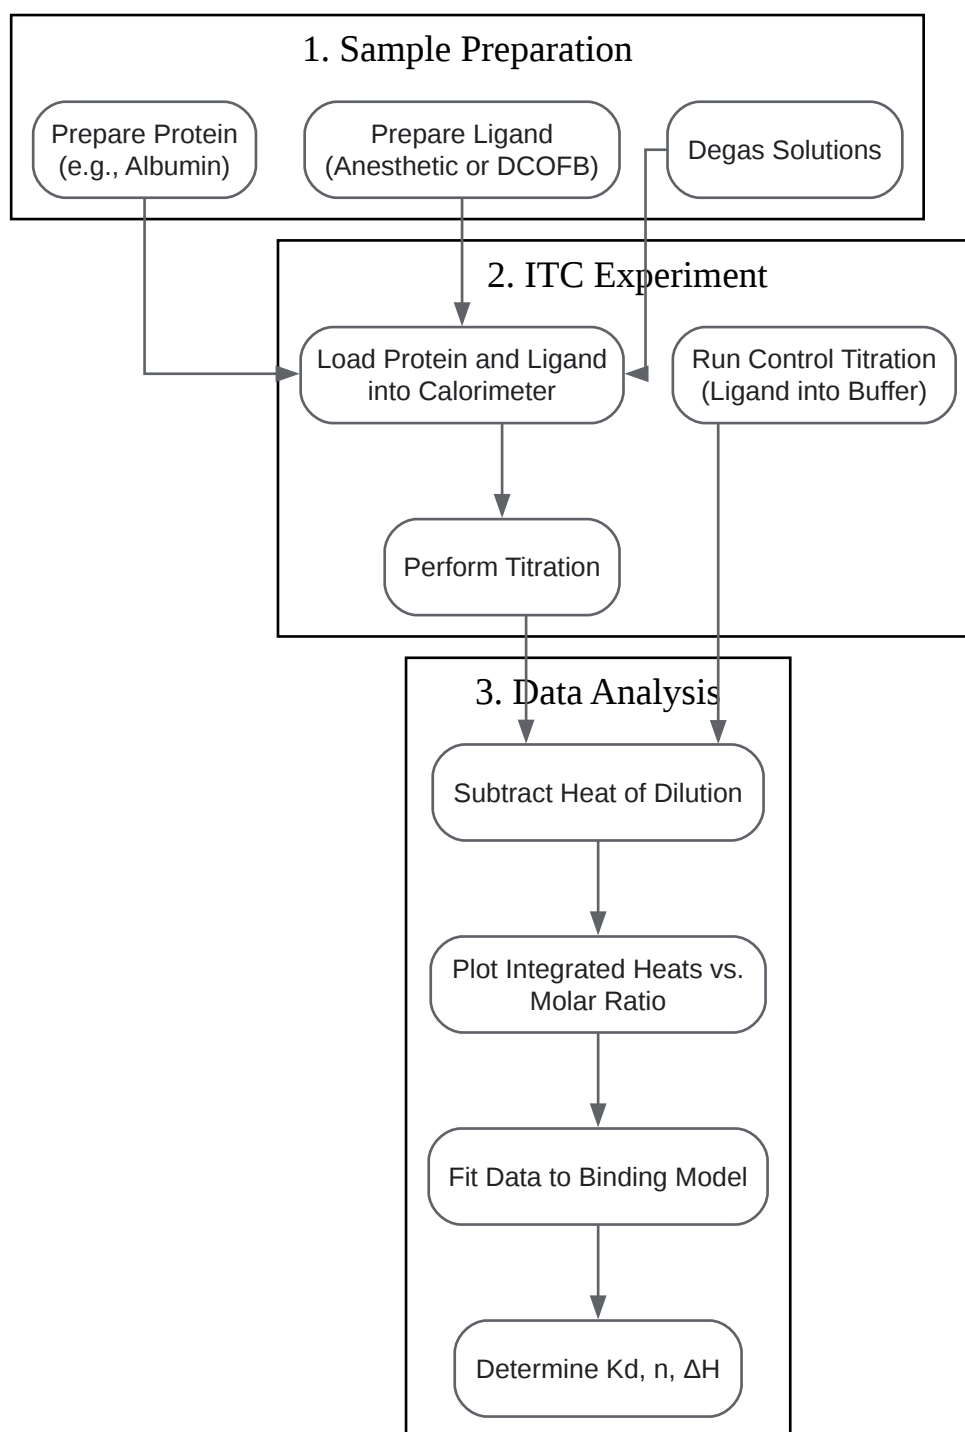 1. Sample Preparation
Prepare Protein
(e.g., Albumin)
Prepare Ligand
(Anesthetic or DCOFB)
Degas Solutions
2. ITC Experiment
Load Protein and Ligand
into Calorimeter
Run Control Titration
(Ligand into Buffer)
Perform Titration
3. Data Analysis
Subtract Heat of Dilution
Plot Integrated Heats vs.
Molar Ratio
Fit Data to Binding Model
Determine Kd, n, ΔH